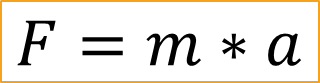 F = m * a